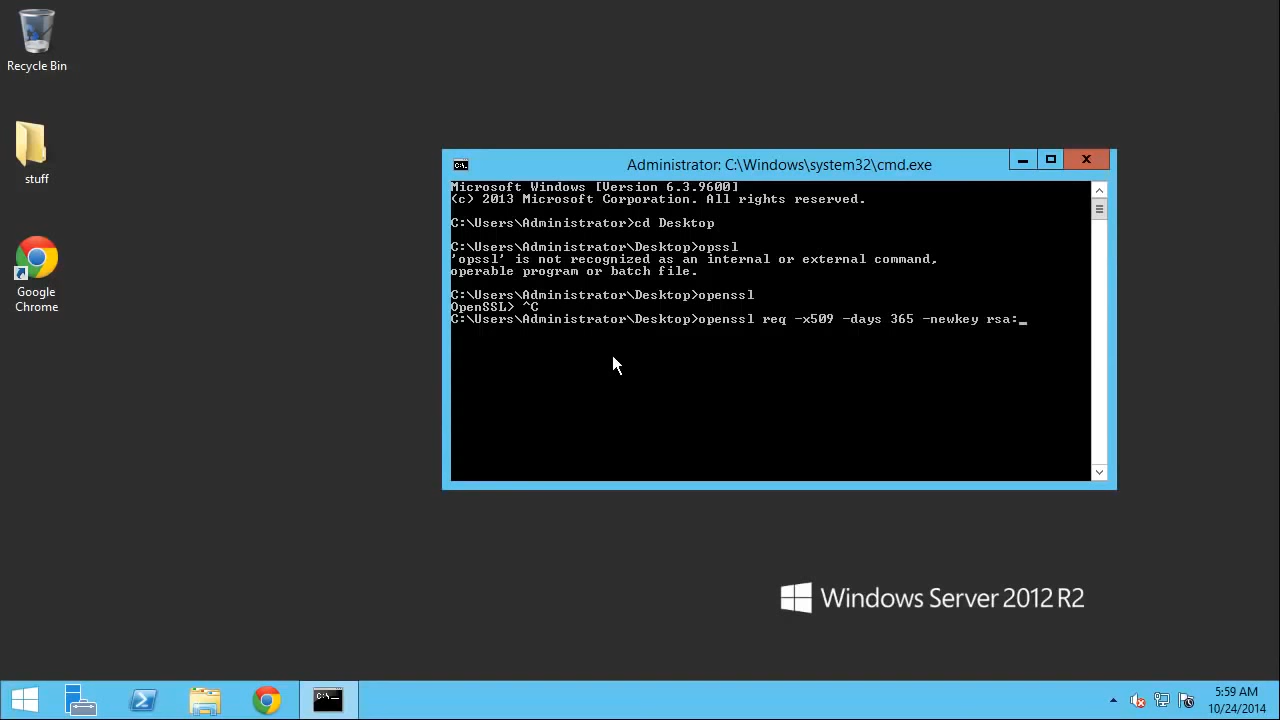 Recycle Bin
stuff
Google
Chrome
Administrator: C:\Windows\system32\cmd.exe
Microsoft Windows [Version 6.3.9600]
(c) 2013 Microsoft Corporation. All rights reserved.
C:\Users\Administrator>cd Desktop
C:\Users\Administrator\Desktop>opssl
'opssl' is not recognized as an internal or external command,
operable program or batch file.
C:\Users\Administrator\Desktop>openssl
OpenSSL> ^C
C:\Users\Administrator\Desktop>openssl req -x509 -days 365 -newkey rsa:_
Windows Server 2012 R2
5:59 AM
10/24/2014